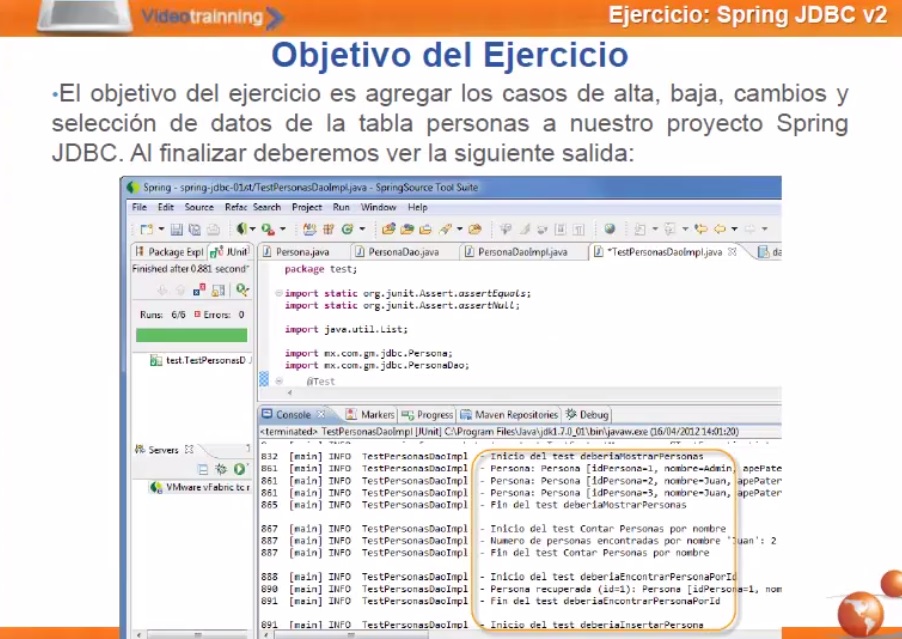 Videotrainning
Ejercicio: Spring JDBC v2
Objetivo del Ejercicio
•El objetivo del ejercicio es agregar los casos de alta, baja, cambios y
selección de datos de la tabla personas a nuestro proyecto Spring
JDBC. Al finalizar deberemos ver la siguiente salida:
Spring - spring-jdbc-01st/TestPersonasDaoImpl.java - SpringSource Tool Suite
File Edit Source Refac Search Project Run Window Help
Package Expl JUnit Persona.java PersonaDao.java PersonaDaoImpl.java *TestPersonasDaoImpl.java da
Finished after 0.881 second
Runs: 6/6 Errors: 0
test.TestPersonasD
package test;
import static org.junit.Assert.assertEquals;
import static org.junit.Assert.assertNull;
import java.util.List;
import mx.com.gm.jdbc.Persona;
import mx.com.gm.jdbc.PersonaDao;
@Test
Servers
VMware vFabric tc r
Console Markers Progress Maven Repositories Debug
<terminated> TestPersonasDaoImpl [JUnit] C:\Program Files\Java\jdk1.7.0_01\bin\javaw.exe (16/04/2012 14:01:20)
832 [main] INFO TestPersonasDaoImpl - Inicio del test deberiaMostrarPersonas
861 [main] INFO TestPersonasDaoImpl - Persona: Persona [idPersona=1, nombre=Admin, apePater
861 [main] INFO TestPersonasDaoImpl - Persona: Persona [idPersona=2, nombre=Juan, apePater
861 [main] INFO TestPersonasDaoImpl - Persona: Persona [idPersona=3, nombre=Juan, apePater
865 [main] INFO TestPersonasDaoImpl - Fin del test deberiaMostrarPersonas
867 [main] INFO TestPersonasDaoImpl - Inicio del test Contar Personas por nombre
887 [main] INFO TestPersonasDaoImpl - Numero de personas encontradas por nombre 'Juan': 2
887 [main] INFO TestPersonasDaoImpl - Fin del test Contar Personas por nombre
888 [main] INFO TestPersonasDaoImpl - Inicio del test deberiaEncontrarPersonaPorId
890 [main] INFO TestPersonasDaoImpl - Persona recuperada (id=1): Persona [idPersona=1, nom
891 [main] INFO TestPersonasDaoImpl - Fin del test deberiaEncontrarPersonaPorId
891 [main] INFO TestPersonasDaoImpl - Inicio del test deberiaInsertarPersona